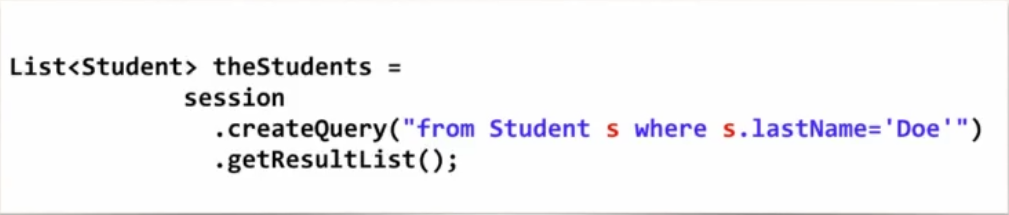 List<Student> theStudents =
session
.createQuery("from Student s where s.lastName='Doe'")
.getResultList();